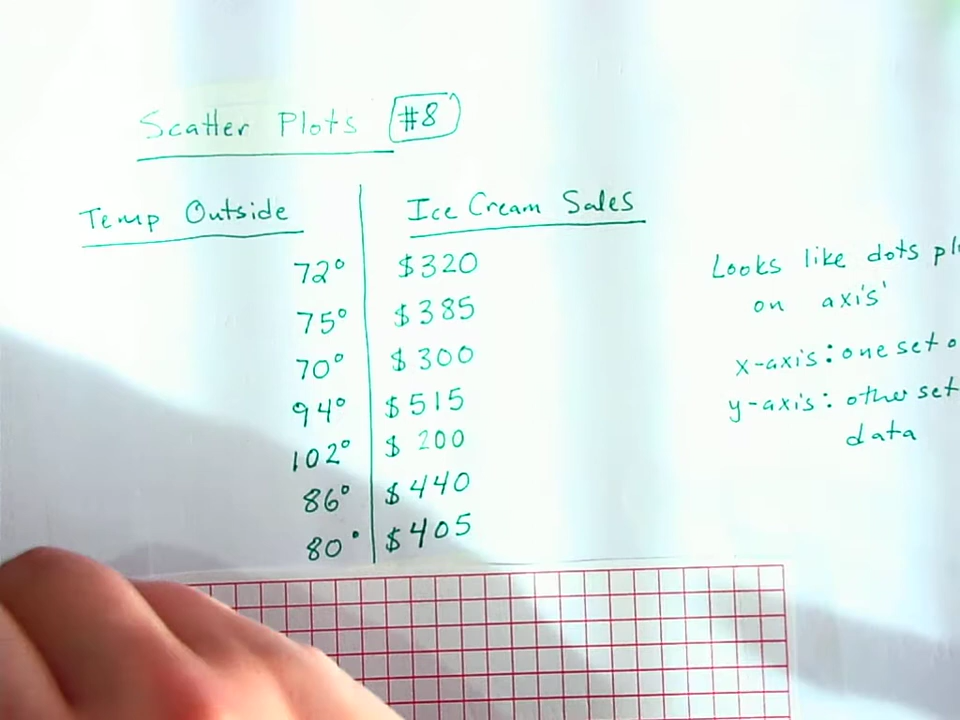 Scatter Plots #8
Temp Outside Ice Cream Sales
72° $320
75° $385
70° $300
94° $515
102° $200
86° $440
80° $405
Looks like dots
on axis'
x-axis: one set
y-axis: other set
data